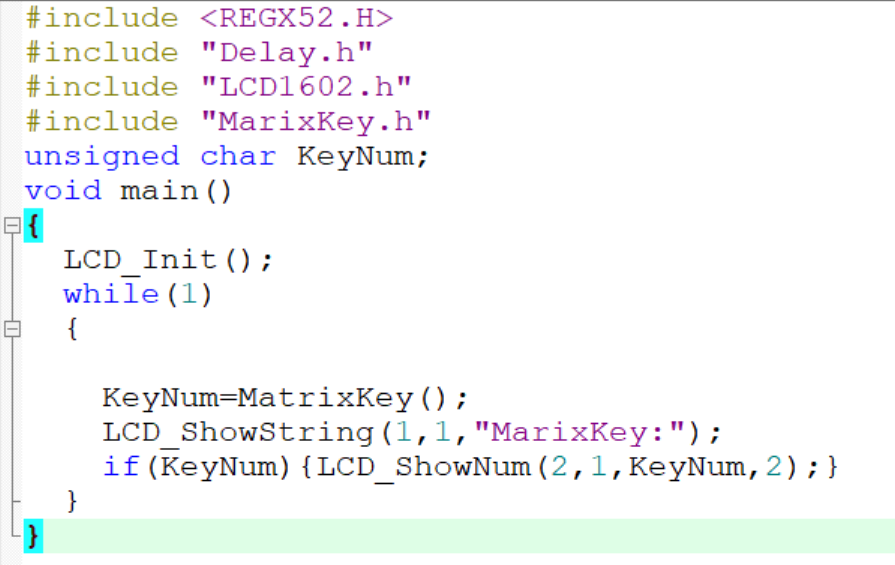 #include <REGX52.H>
#include "Delay.h"
#include "LCD1602.h"
#include "MarixKey.h"
unsigned char KeyNum;
void main()
{
  LCD_Init();
  while(1)
  {
    KeyNum=MatrixKey();
    LCD_ShowString(1,1,"MarixKey:");
    if(KeyNum){LCD_ShowNum(2,1,KeyNum,2);}
  }
}